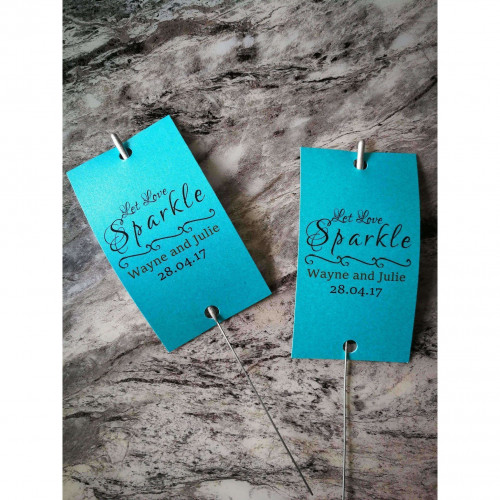 Let Love
Sparkle
Wayne and Julie
28.04.17
Let Love
Sparkle
Wayne and Julie
28.04.17